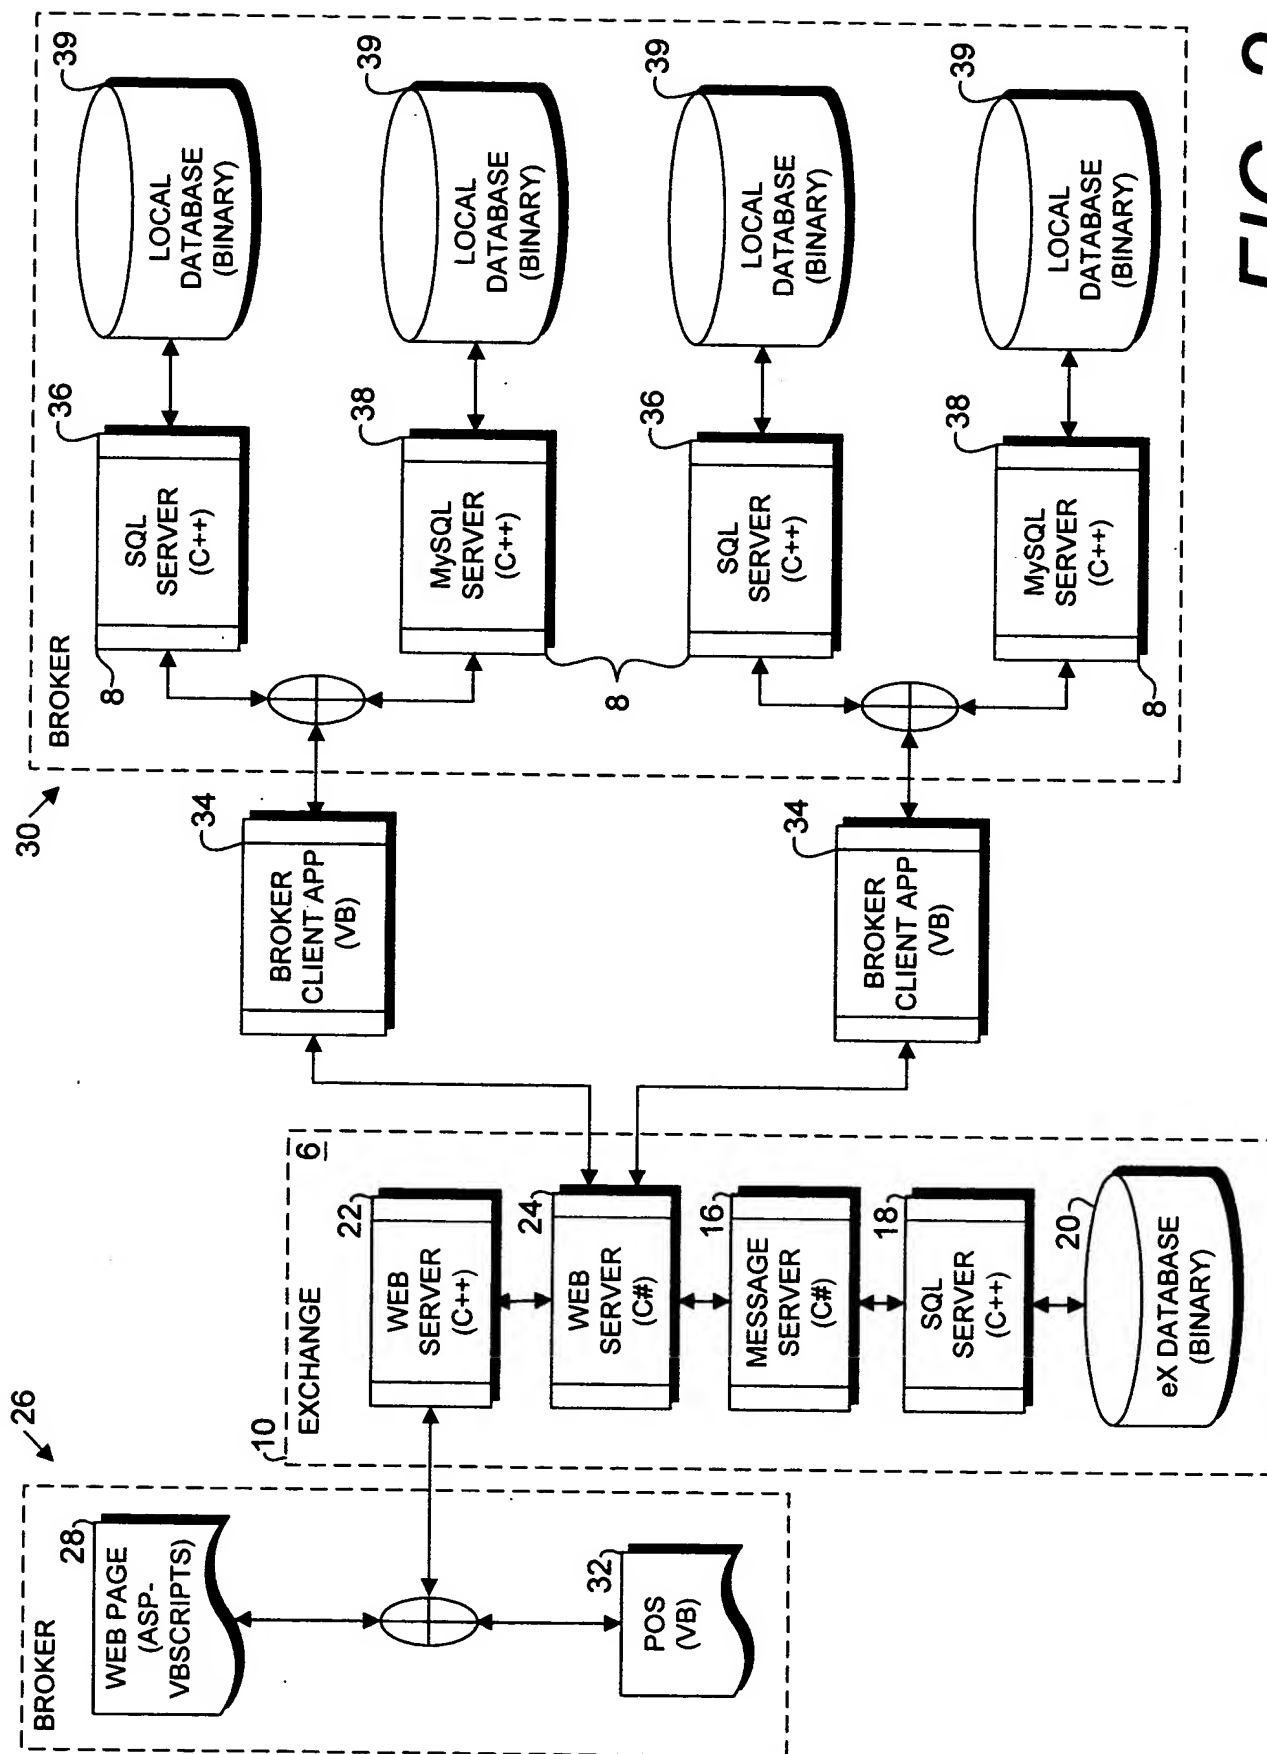 BROKER
26
28
WEB PAGE
(ASP-
VBSCRIPTS)
32
POS
(VB)
10
EXCHANGE
6
22
WEB
SERVER
(C++)
24
WEB
SERVER
(C#)
16
MESSAGE
SERVER
(C#)
18
SQL
SERVER
(C++)
20
eX DATABASE
(BINARY)
34
BROKER
CLIENT APP
(VB)
34
BROKER
CLIENT APP
(VB)
30
BROKER
8
36
SQL
SERVER
(C++)
39
LOCAL
DATABASE
(BINARY)
38
MySQL
SERVER
(C++)
39
LOCAL
DATABASE
(BINARY)
8
36
SQL
SERVER
(C++)
39
LOCAL
DATABASE
(BINARY)
8
38
MySQL
SERVER
(C++)
39
LOCAL
DATABASE
(BINARY)